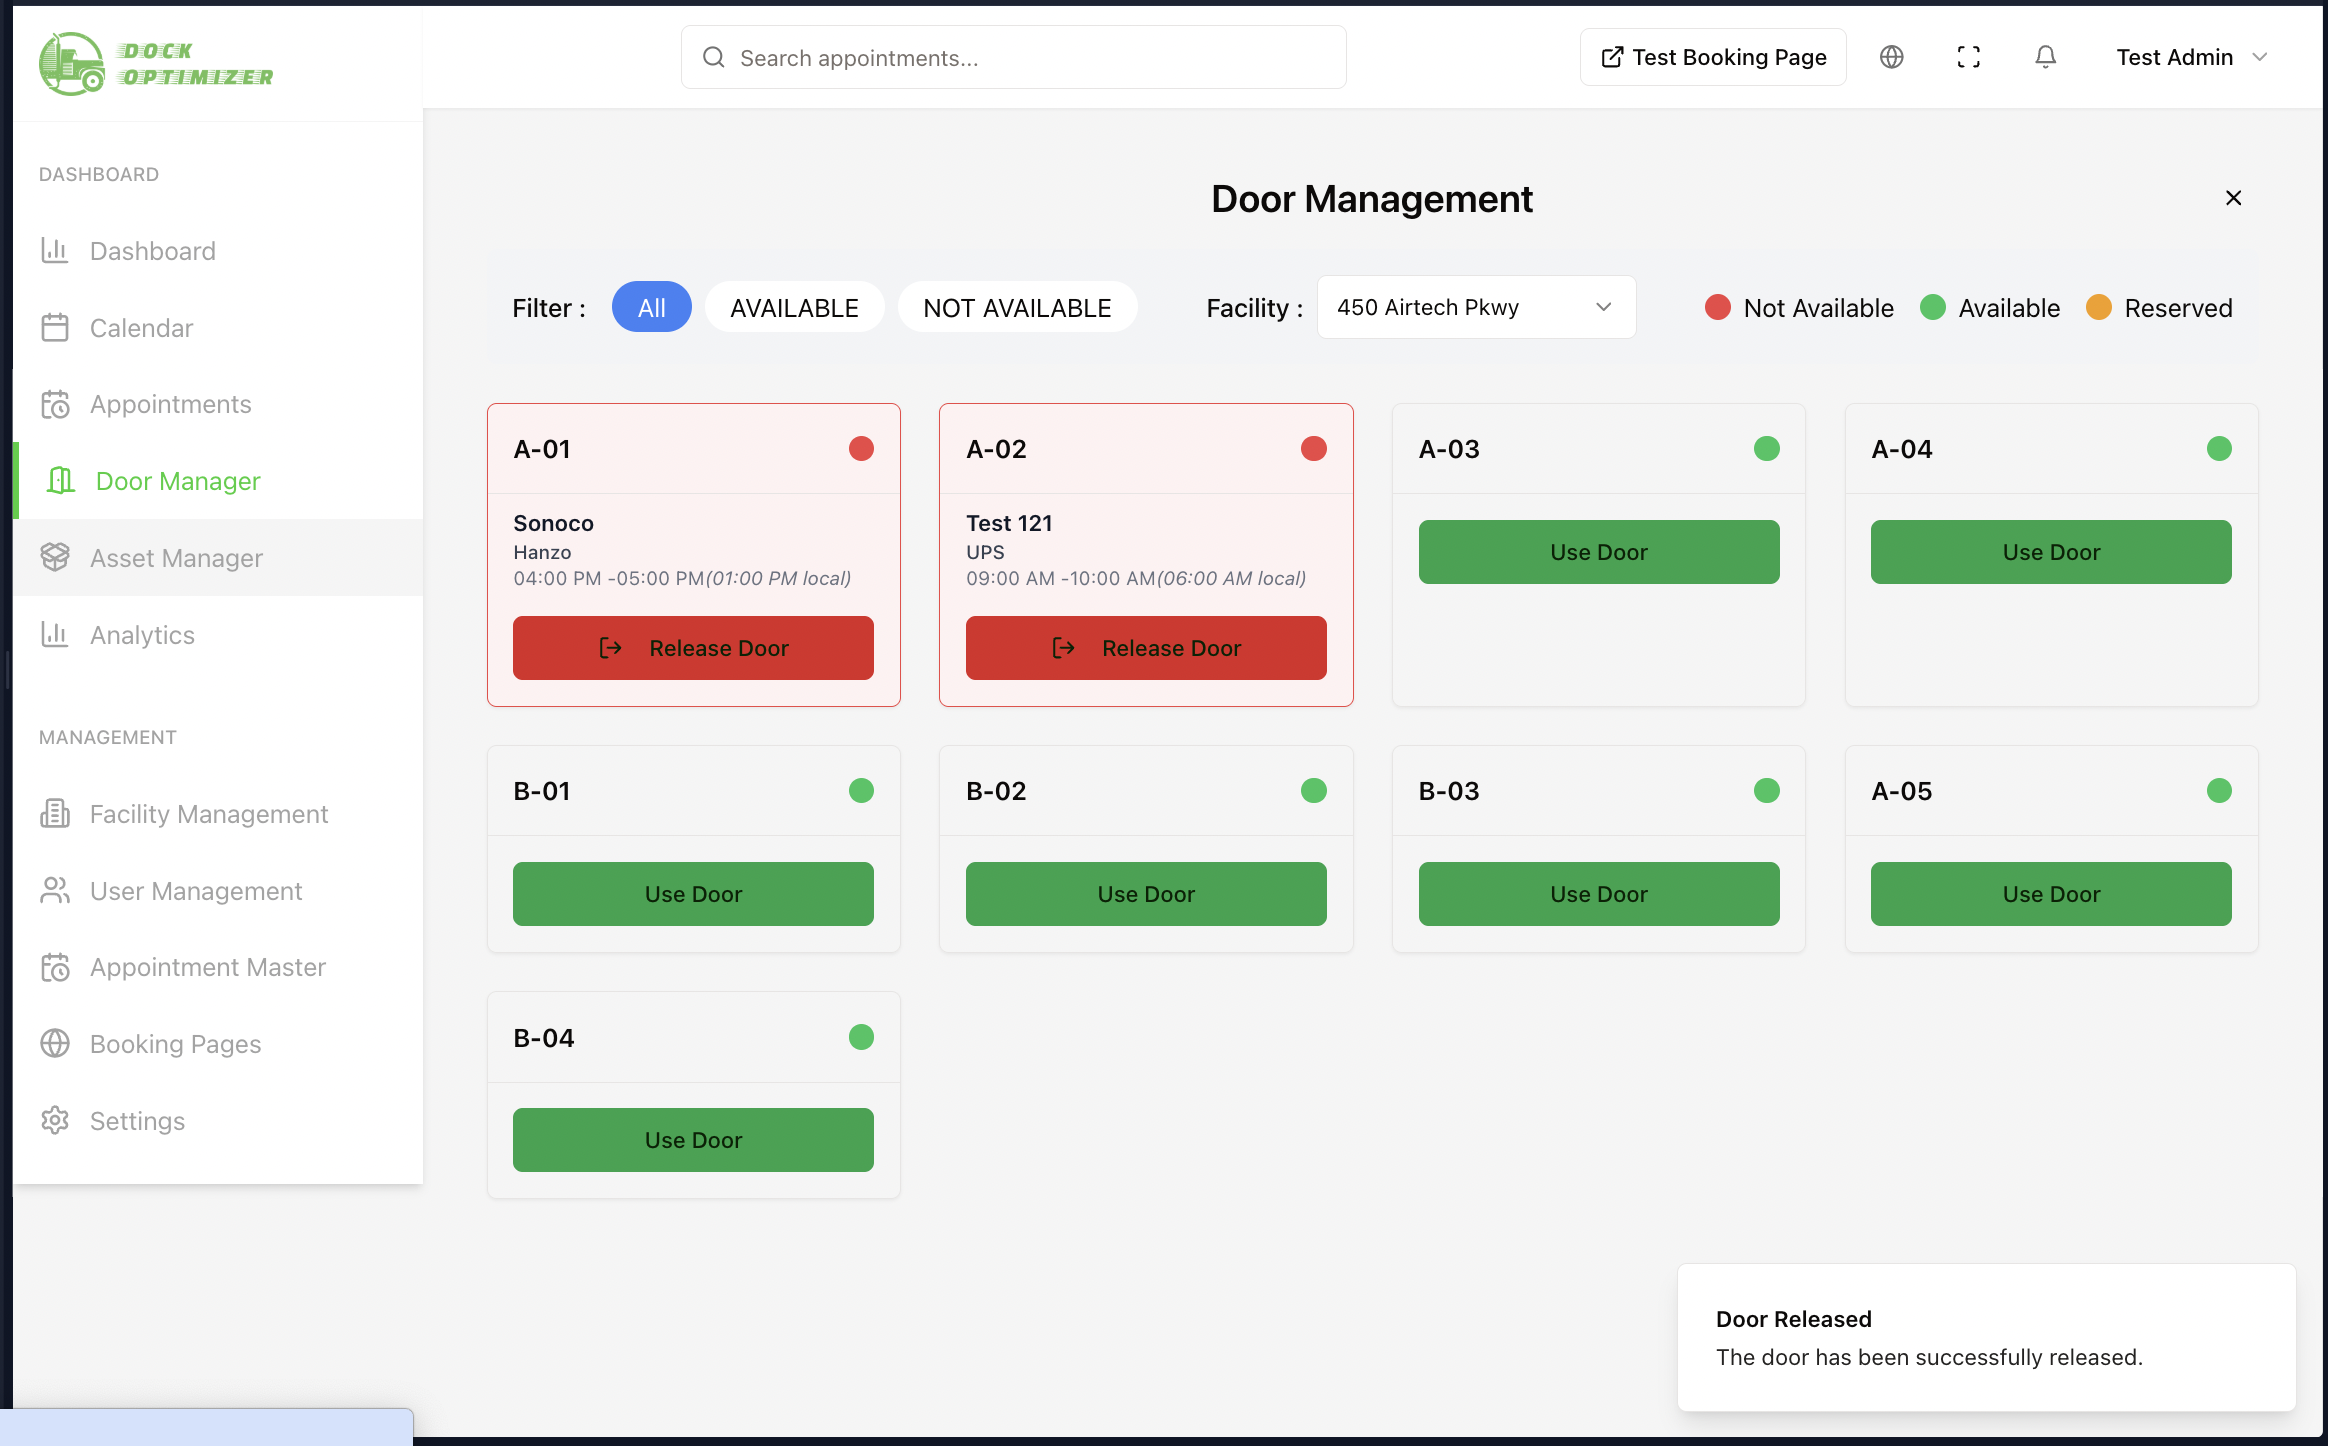 DOCK
OPTIMIZER
Search appointments...
Test Booking Page
Test Admin
DASHBOARD
Dashboard
Calendar
Appointments
Door Manager
Asset Manager
Analytics
MANAGEMENT
Facility Management
User Management
Appointment Master
Booking Pages
Settings
Door Management
Filter : All AVAILABLE NOT AVAILABLE Facility : 450 Airtech Pkwy Not Available Available Reserved
A-01
Sonoco
Hanzo
04:00 PM -05:00 PM(01:00 PM local)
Release Door
A-02
Test 121
UPS
09:00 AM -10:00 AM(06:00 AM local)
Release Door
A-03
Use Door
A-04
Use Door
B-01
Use Door
B-02
Use Door
B-03
Use Door
A-05
Use Door
B-04
Use Door
Door Released
The door has been successfully released.